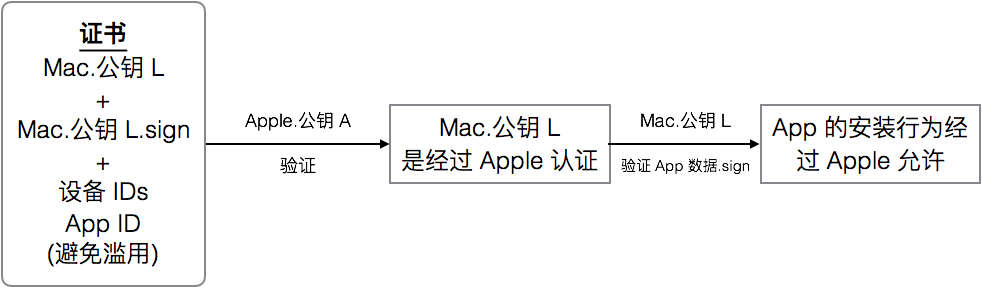 证书
Mac.公钥 L
+
Mac.公钥 L.sign
+
设备 IDs
App ID
(避免滥用)
Apple.公钥 A
验证
Mac.公钥 L
是经过 Apple 认证
Mac.公钥 L
验证 App 数据.sign
App 的安装行为经
过 Apple 允许